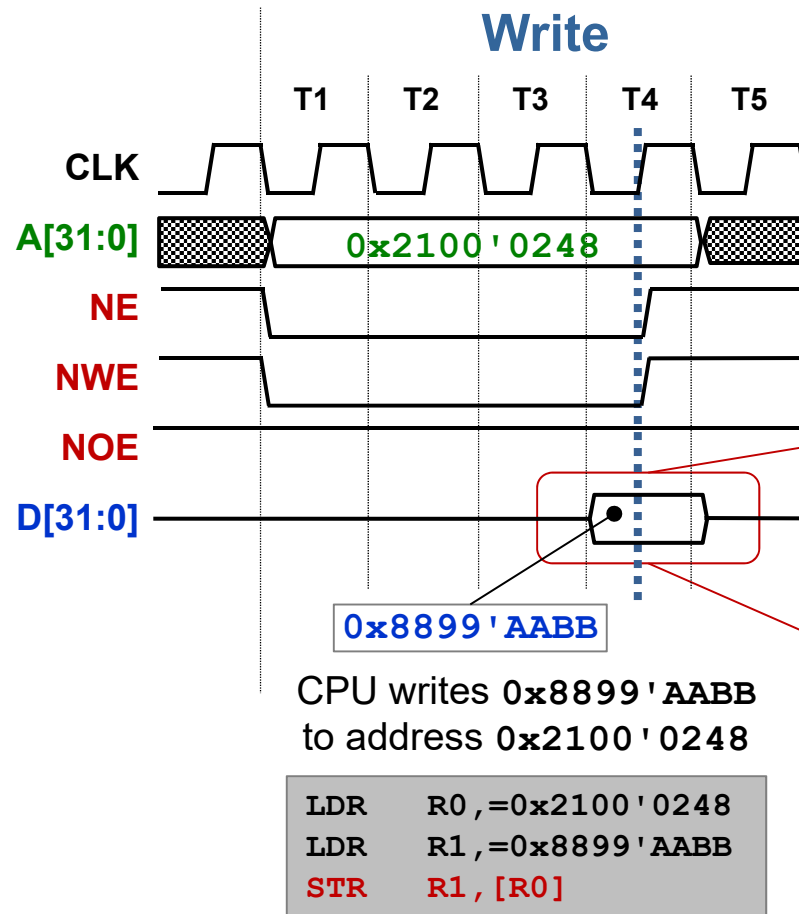 Write
T1 T2 T3 T4 T5
CLK
A[31:0] 0x2100'0248
NE
NWE
NOE
D[31:0]
0x8899'AABB
CPU writes 0x8899'AABB
to address 0x2100'0248
LDR R0,=0x2100'0248
LDR R1,=0x8899'AABB
STR R1,[R0]